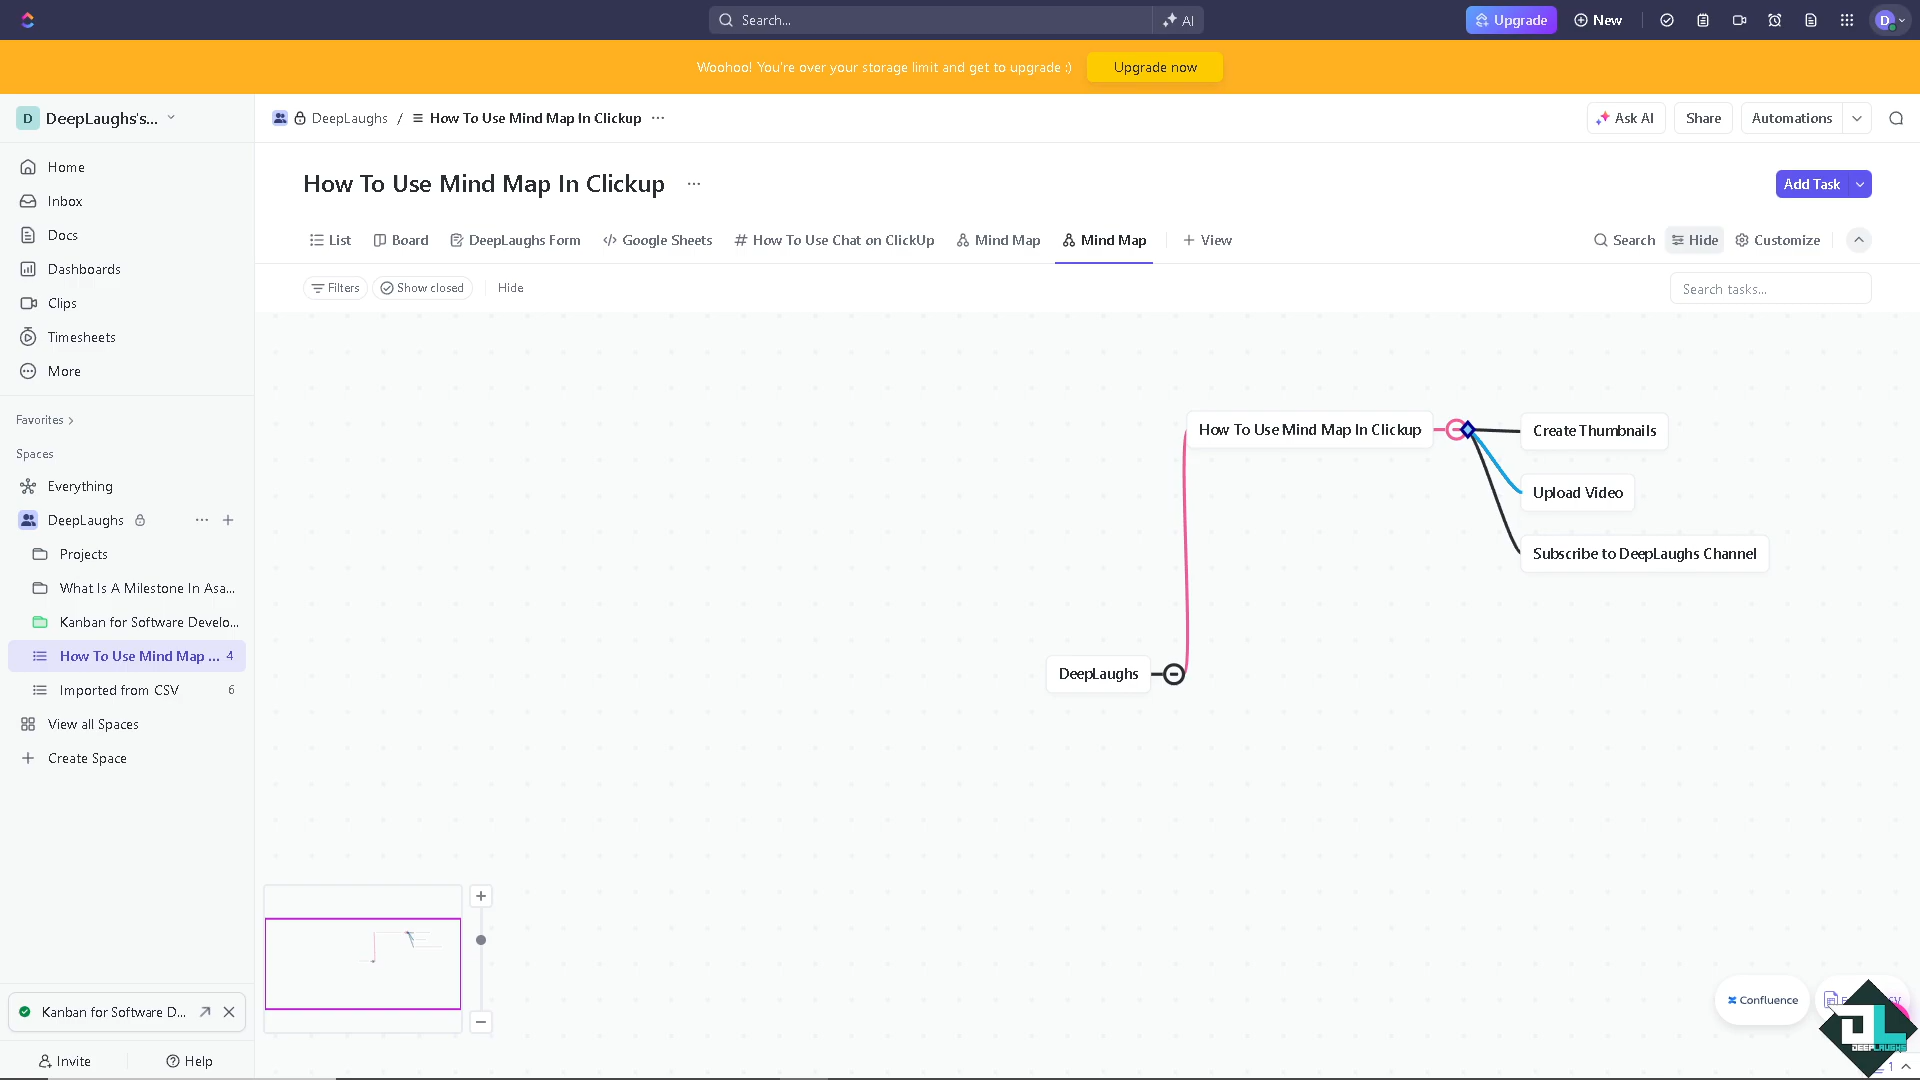 Search...
AI
Upgrade
New
D
Woohoo! You're over your storage limit and get to upgrade :)
Upgrade now
D
DeepLaughs's...
DeepLaughs / How To Use Mind Map In Clickup
Ask AI
Share
Automations
Home
Inbox
Docs
Dashboards
Clips
Timesheets
More
Favorites
Spaces
Everything
DeepLaughs
Projects
What Is A Milestone In Asa...
Kanban for Software Develo...
How To Use Mind Map ... 4
Imported from CSV 6
View all Spaces
Create Space
Kanban for Software D...
Invite
Help
How To Use Mind Map In Clickup
Add Task
List
Board
DeepLaughs Form
Google Sheets
How To Use Chat on ClickUp
Mind Map
Mind Map
View
Search
Hide
Customize
Filters
Show closed
Hide
Search tasks...
How To Use Mind Map In Clickup
Create Thumbnails
Upload Video
Subscribe to DeepLaughs Channel
DeepLaughs
Confluence
DEEPLAUGHS
1